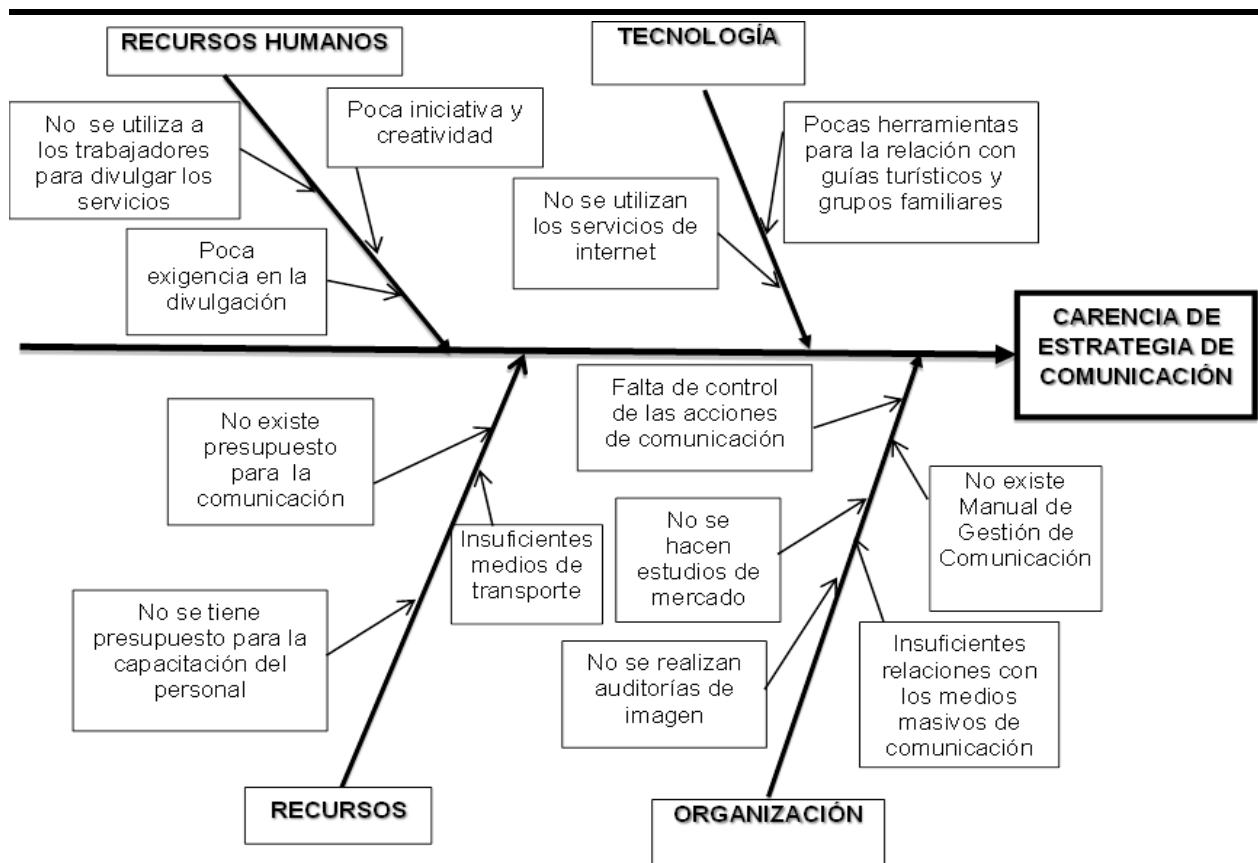 RECURSOS HUMANOS
TECNOLOGÍA
No se utiliza a
los trabajadores
para divulgar los
servicios
Poca iniciativa y
creatividad
Poca
exigencia en la
divulgación
No se utilizan
los servicios de
internet
Pocas herramientas
para la relación con
guías turísticos y
grupos familiares
CARENCIA DE
ESTRATEGIA DE
COMUNICACIÓN
No existe
presupuesto
para la
comunicación
Insuficientes
medios de
transporte
No se tiene
presupuesto para la
capacitación del
personal
Falta de control
de las acciones
de comunicación
No se
hacen
estudios de
mercado
No se realizan
auditorías de
imagen
No existe
Manual de
Gestión de
Comunicación
Insuficientes
relaciones con
los medios
masivos de
comunicación
RECURSOS
ORGANIZACIÓN